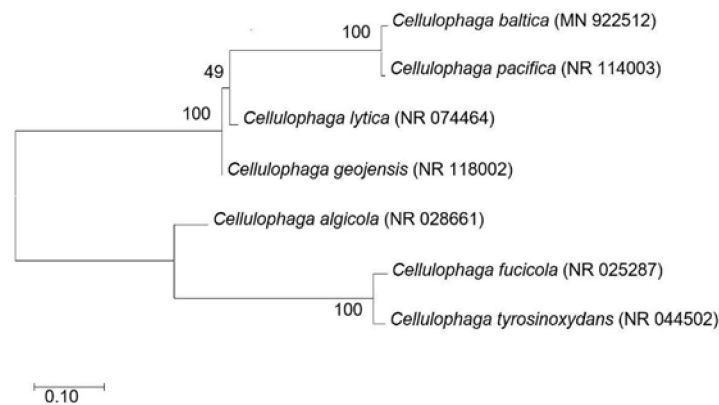 100
Cellulophaga baltica (MN 922512)
Cellulophaga pacifica (NR 114003)
49
100
Cellulophaga lytica (NR 074464)
Cellulophaga geojensis (NR 118002)
Cellulophaga algicola (NR 028661)
Cellulophaga fucicola (NR 025287)
100
Cellulophaga tyrosinoxydans (NR 044502)
0.10